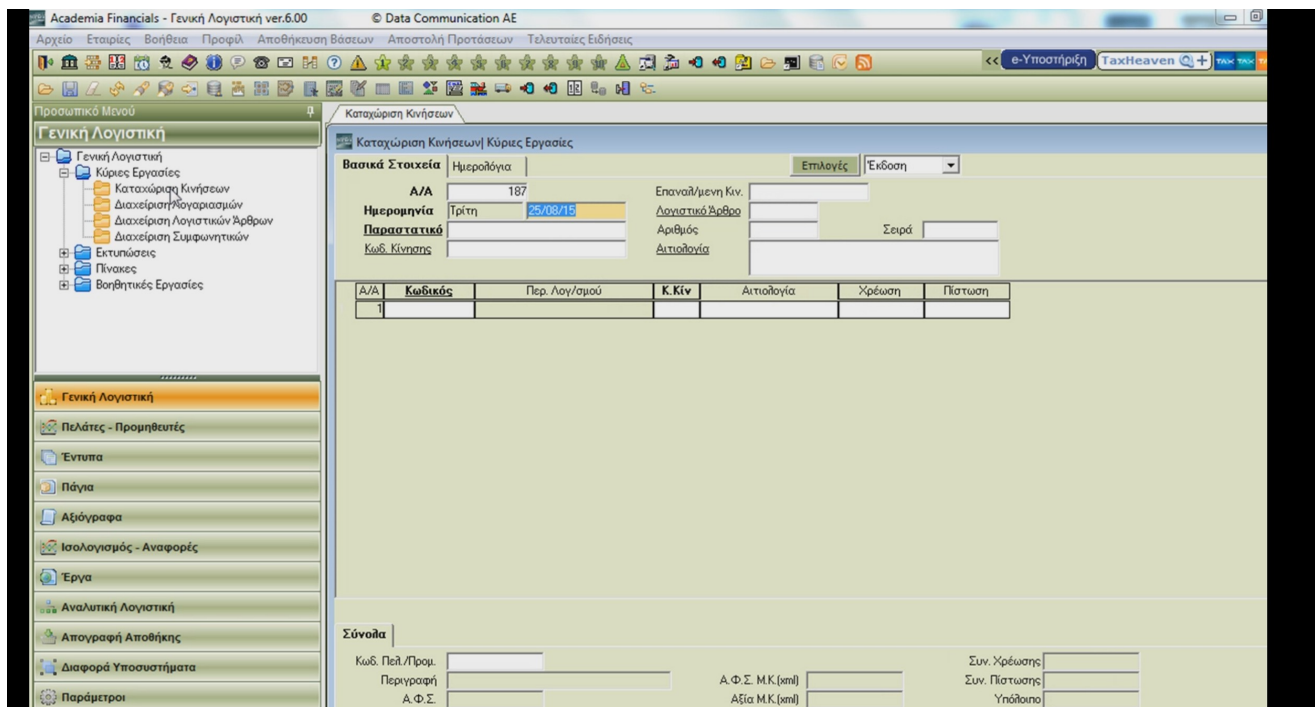 Academia Financials - Γενική Λογιστική ver.6.00 © Data Communication AE
Αρχείο Εταιρίες Βοήθεια Προφίλ Αποθήκευση Βάσεων Αποστολή Προτάσεων Τελευταίες Ειδήσεις
<< e-Υποστήριξη TaxHeaven TAX TAX
Προσωπικό Μενού
Καταχώριση Κινήσεων
Γενική Λογιστική
Καταχώριση Κινήσεων| Κύριες Εργασίες
Γενική Λογιστική
Κύριες Εργασίες
Καταχώριση Κινήσεων
Διαχείριση Λογαριασμών
Διαχείριση Λογιστικών Άρθρων
Διαχείριση Συμφωνητικών
Εκτυπώσεις
Πίνακες
Βοηθητικές Εργασίες
Βασικά Στοιχεία Ημερολόγια Επιλογές Έκδοση
Α/Α 187 Επαναλ/μενη Κιν.
Ημερομηνία Τρίτη 25/08/15 Λογιστικό Άρθρο
Παραστατικό Αριθμός Σειρά
Κωδ. Κίνησης Αιτιολογία
Α/Α Κωδικός Περ. Λογ/σμού Κ.Κίν Αιτιολογία Χρέωση Πίστωση
1
Γενική Λογιστική
Πελάτες - Προμηθευτές
Έντυπα
Πάγια
Αξιόγραφα
Ισολογισμός - Αναφορές
Έργα
Αναλυτική Λογιστική
Απογραφή Αποθήκης
Διαφορά Υποσυστήματα
Παράμετροι
Σύνολα
Κωδ. Πελ./Προμ. Συν. Χρέωσης
Περιγραφή Α.Φ.Σ. Μ.Κ.(xml) Συν. Πίστωσης
Α.Φ.Σ. Αξία Μ.Κ.(xml) Υπόλοιπο